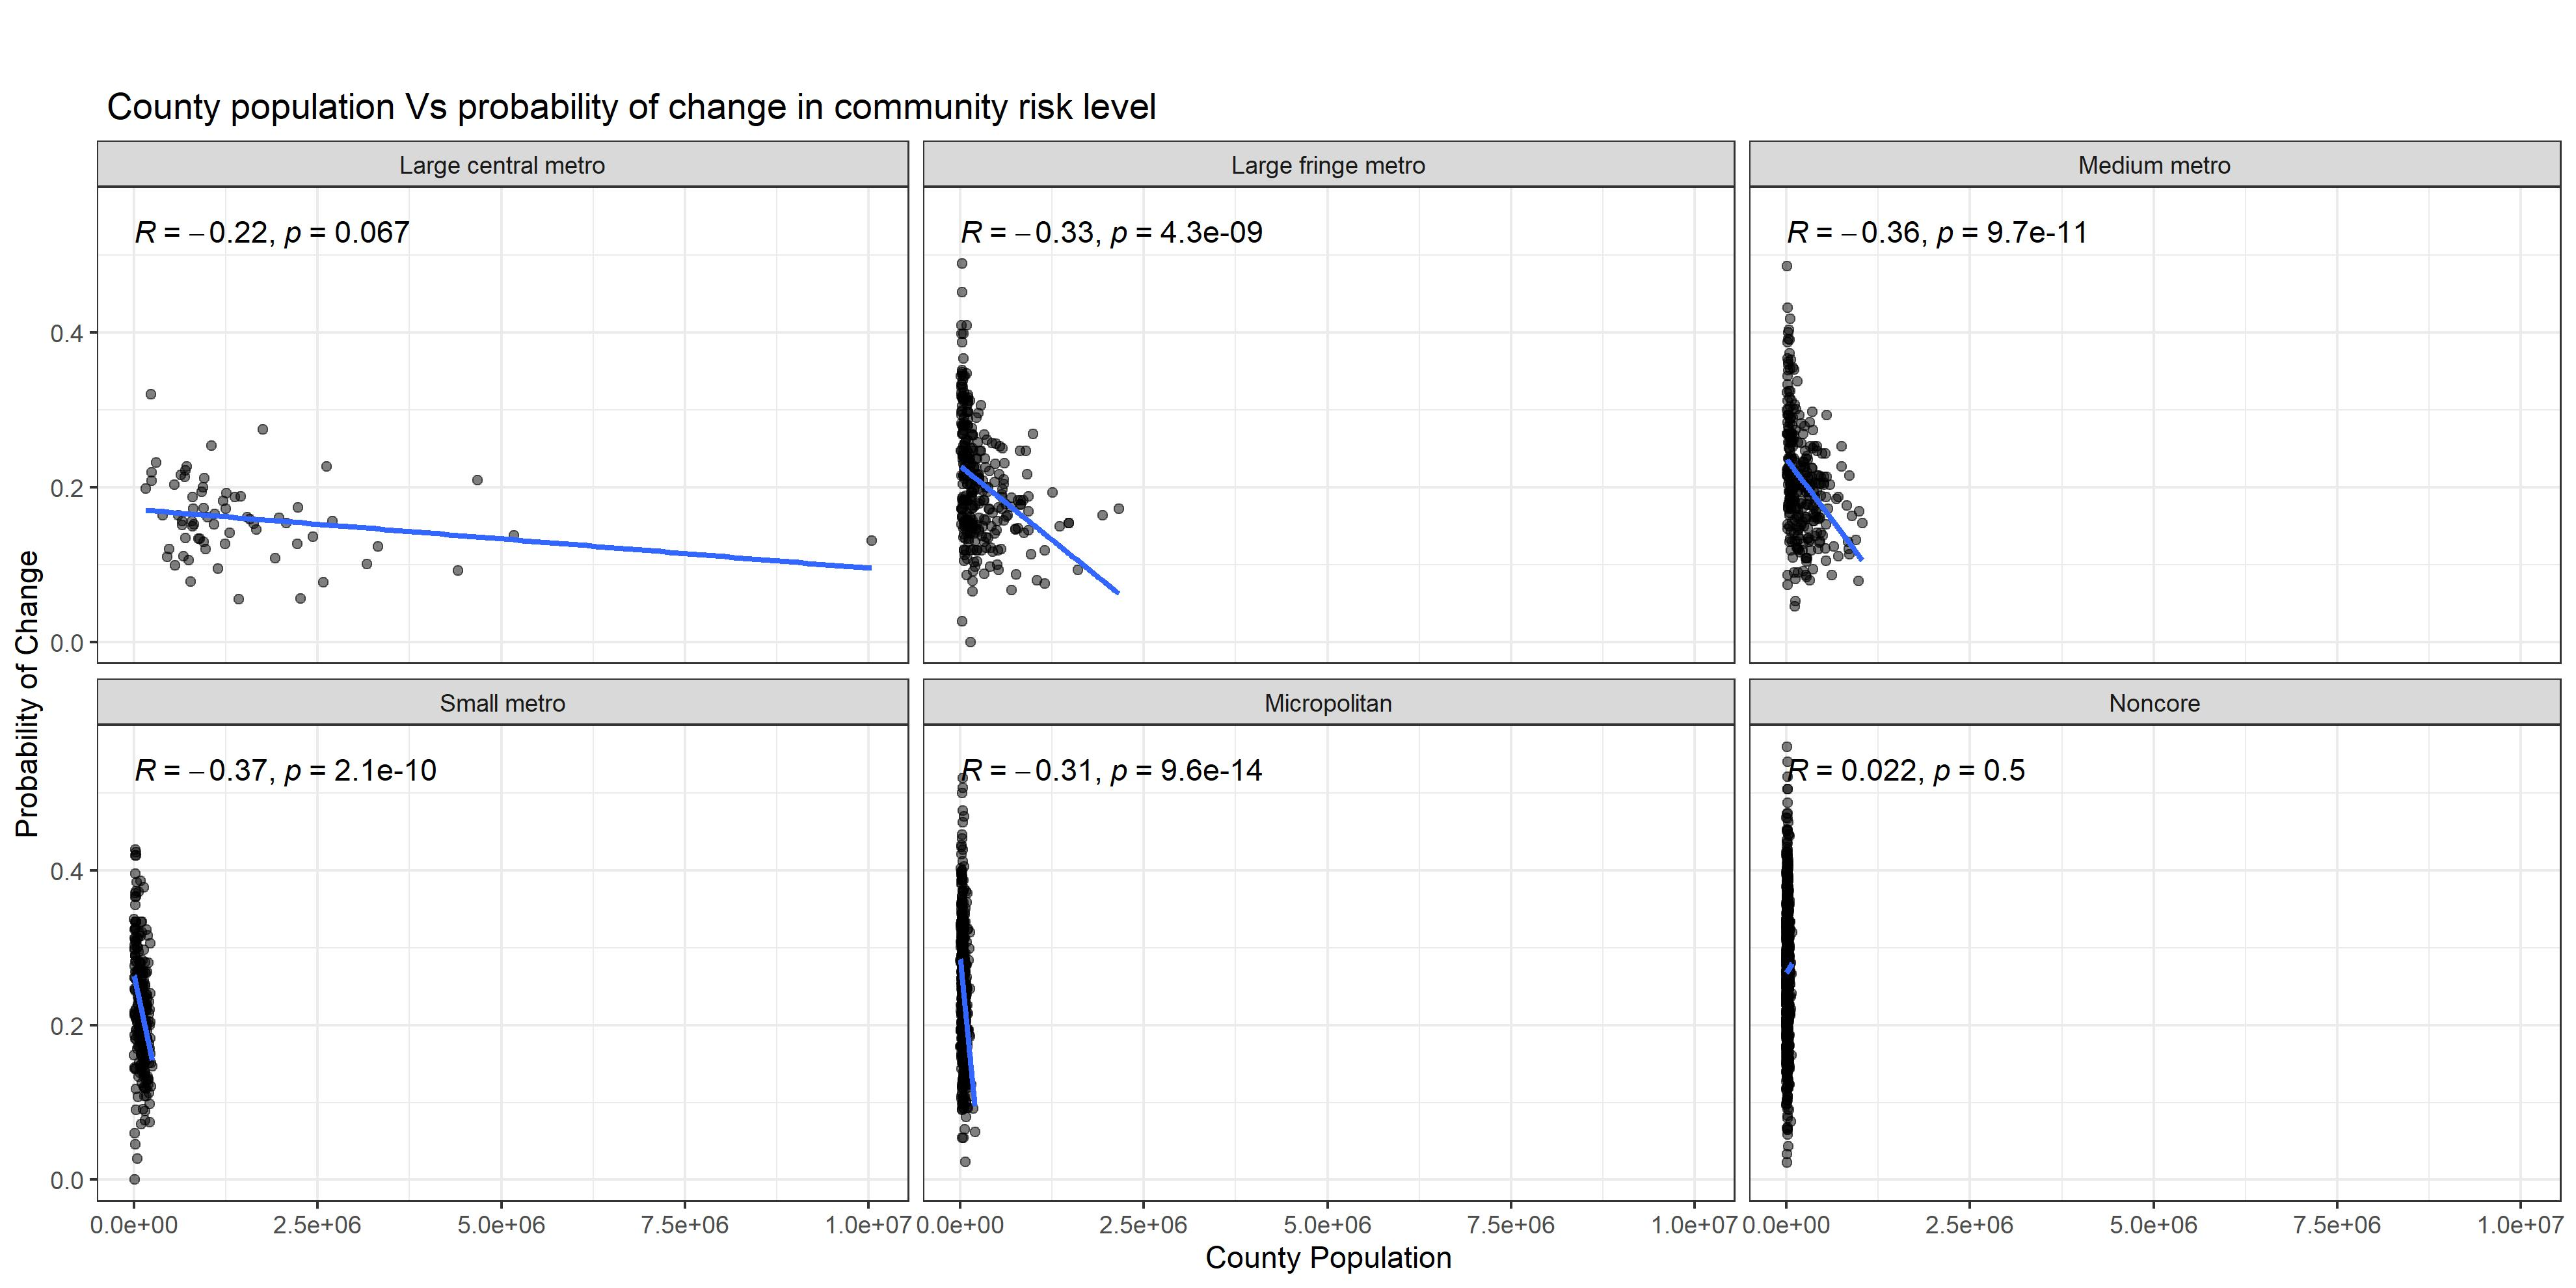 County population Vs probability of change in community risk level
Large central metro
Large fringe metro
Medium metro
R = −0.22, p = 0.067
R = −0.33, p = 4.3e-09
R = −0.36, p = 9.7e-11
0.4
0.2
0.0
Probability of Change
Small metro
Micropolitan
Noncore
R = −0.37, p = 2.1e-10
R = −0.31, p = 9.6e-14
R = 0.022, p = 0.5
0.4
0.2
0.0
0.0e+00 2.5e+06 5.0e+06 7.5e+06 1.0e+07
0.0e+00 2.5e+06 5.0e+06 7.5e+06 1.0e+07
0.0e+00 2.5e+06 5.0e+06 7.5e+06 1.0e+07
County Population